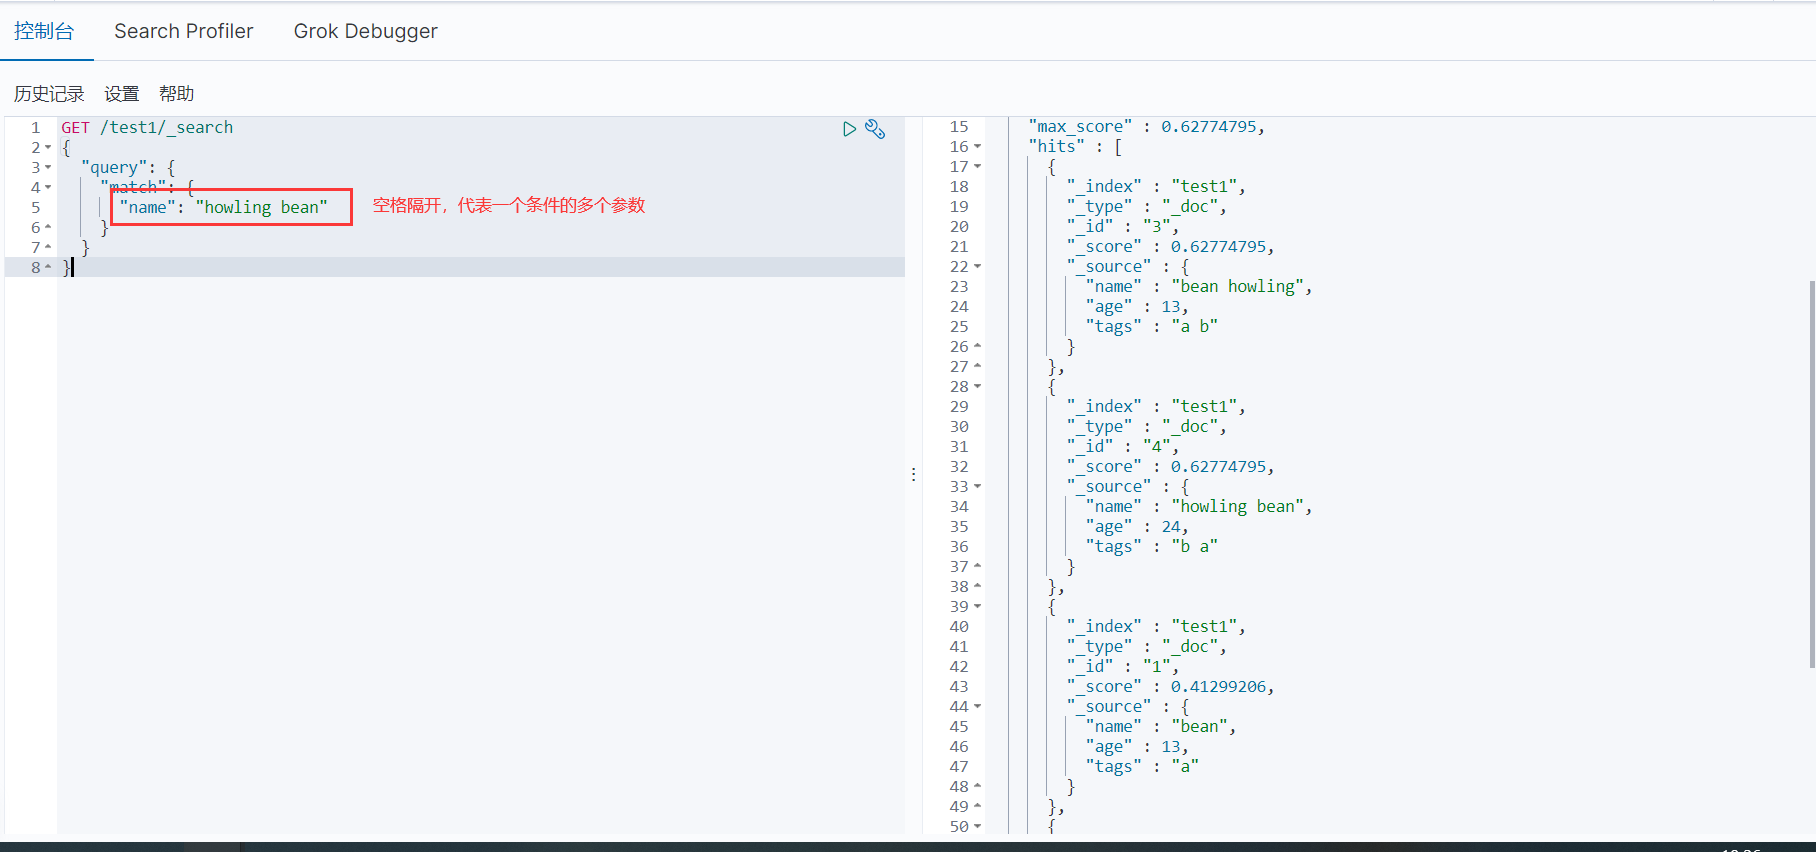 控制台 Search Profiler Grok Debugger
历史记录 设置 帮助
1 GET /test1/_search
2 {
3 "query": {
4 "match": {
5 "name": "howling bean" 空格隔开，代表一个条件的多个参数
6 }
7 }
8 }
15 "max_score" : 0.62774795,
16 "hits" : [
17 {
18 "_index" : "test1",
19 "_type" : "_doc",
20 "_id" : "3",
21 "_score" : 0.62774795,
22 "_source" : {
23 "name" : "bean howling",
24 "age" : 13,
25 "tags" : "a b"
26 }
27 },
28 {
29 "_index" : "test1",
30 "_type" : "_doc",
31 "_id" : "4",
32 "_score" : 0.62774795,
33 "_source" : {
34 "name" : "howling bean",
35 "age" : 24,
36 "tags" : "b a"
37 }
38 },
39 {
40 "_index" : "test1",
41 "_type" : "_doc",
42 "_id" : "1",
43 "_score" : 0.41299206,
44 "_source" : {
45 "name" : "bean",
46 "age" : 13,
47 "tags" : "a"
48 }
49 },
50 {